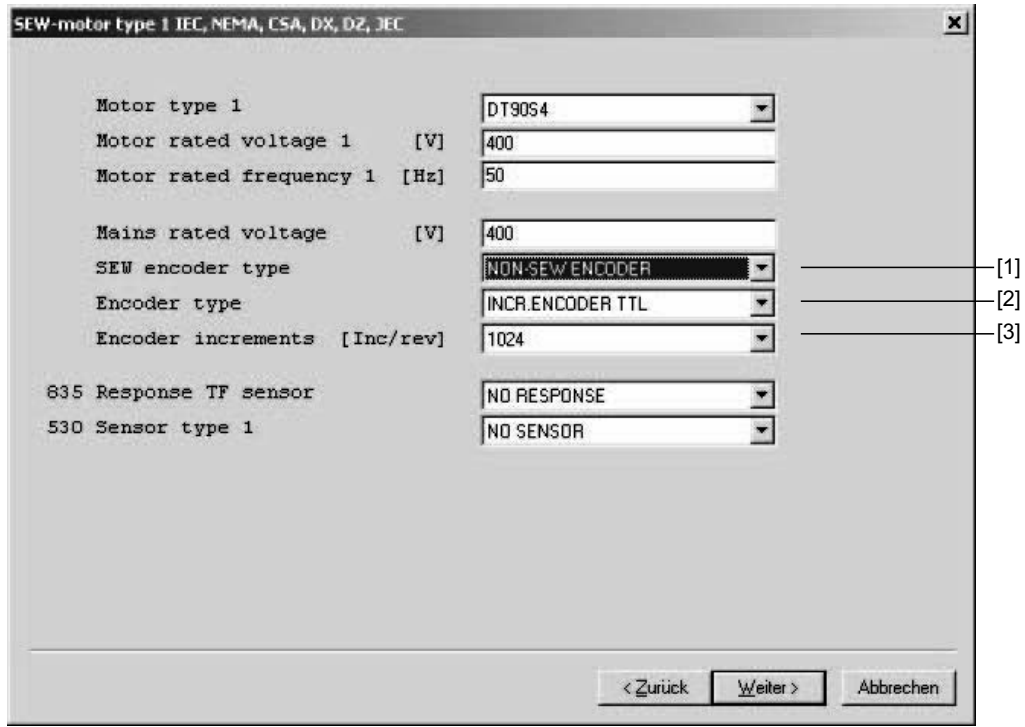 SEW-motor type 1 IEC, NEMA, CSA, DX, DZ, JEC
Motor type 1 DT90S4
Motor rated voltage 1 [V] 400
Motor rated frequency 1 [Hz] 50
Mains rated voltage [V] 400
SEW encoder type NON-SEW ENCODER [1]
Encoder type INCR.ENCODER TTL [2]
Encoder increments [Inc/rev] 1024 [3]
835 Response TF sensor NO RESPONSE
530 Sensor type 1 NO SENSOR
< Zurück Weiter > Abbrechen